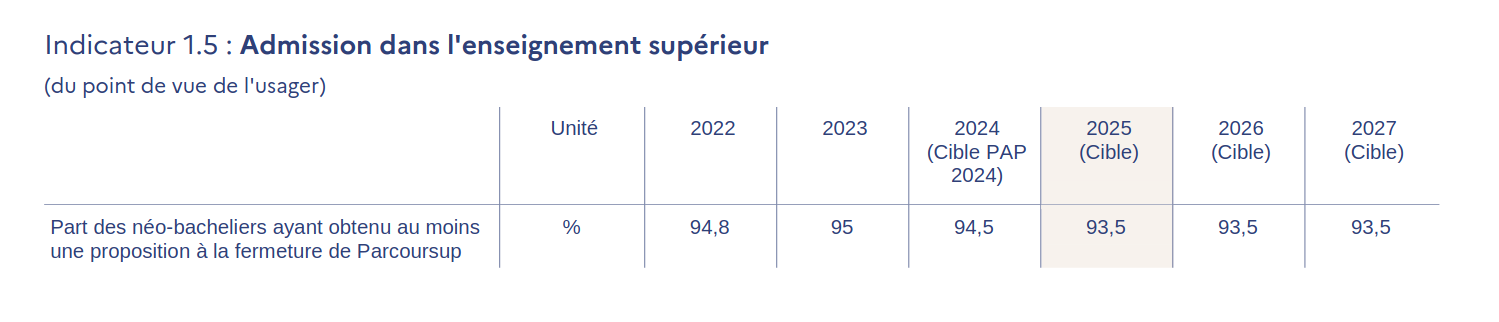 Indicateur 1.5 : Admission dans l'enseignement supérieur
(du point de vue de l'usager)
Unité 2022 2023 2024 2025 2026 2027
(Cible PAP (Cible) (Cible) (Cible)
2024)
Part des néo-bacheliers ayant obtenu au moins % 94,8 95 94,5 93,5 93,5 93,5
une proposition à la fermeture de Parcoursup